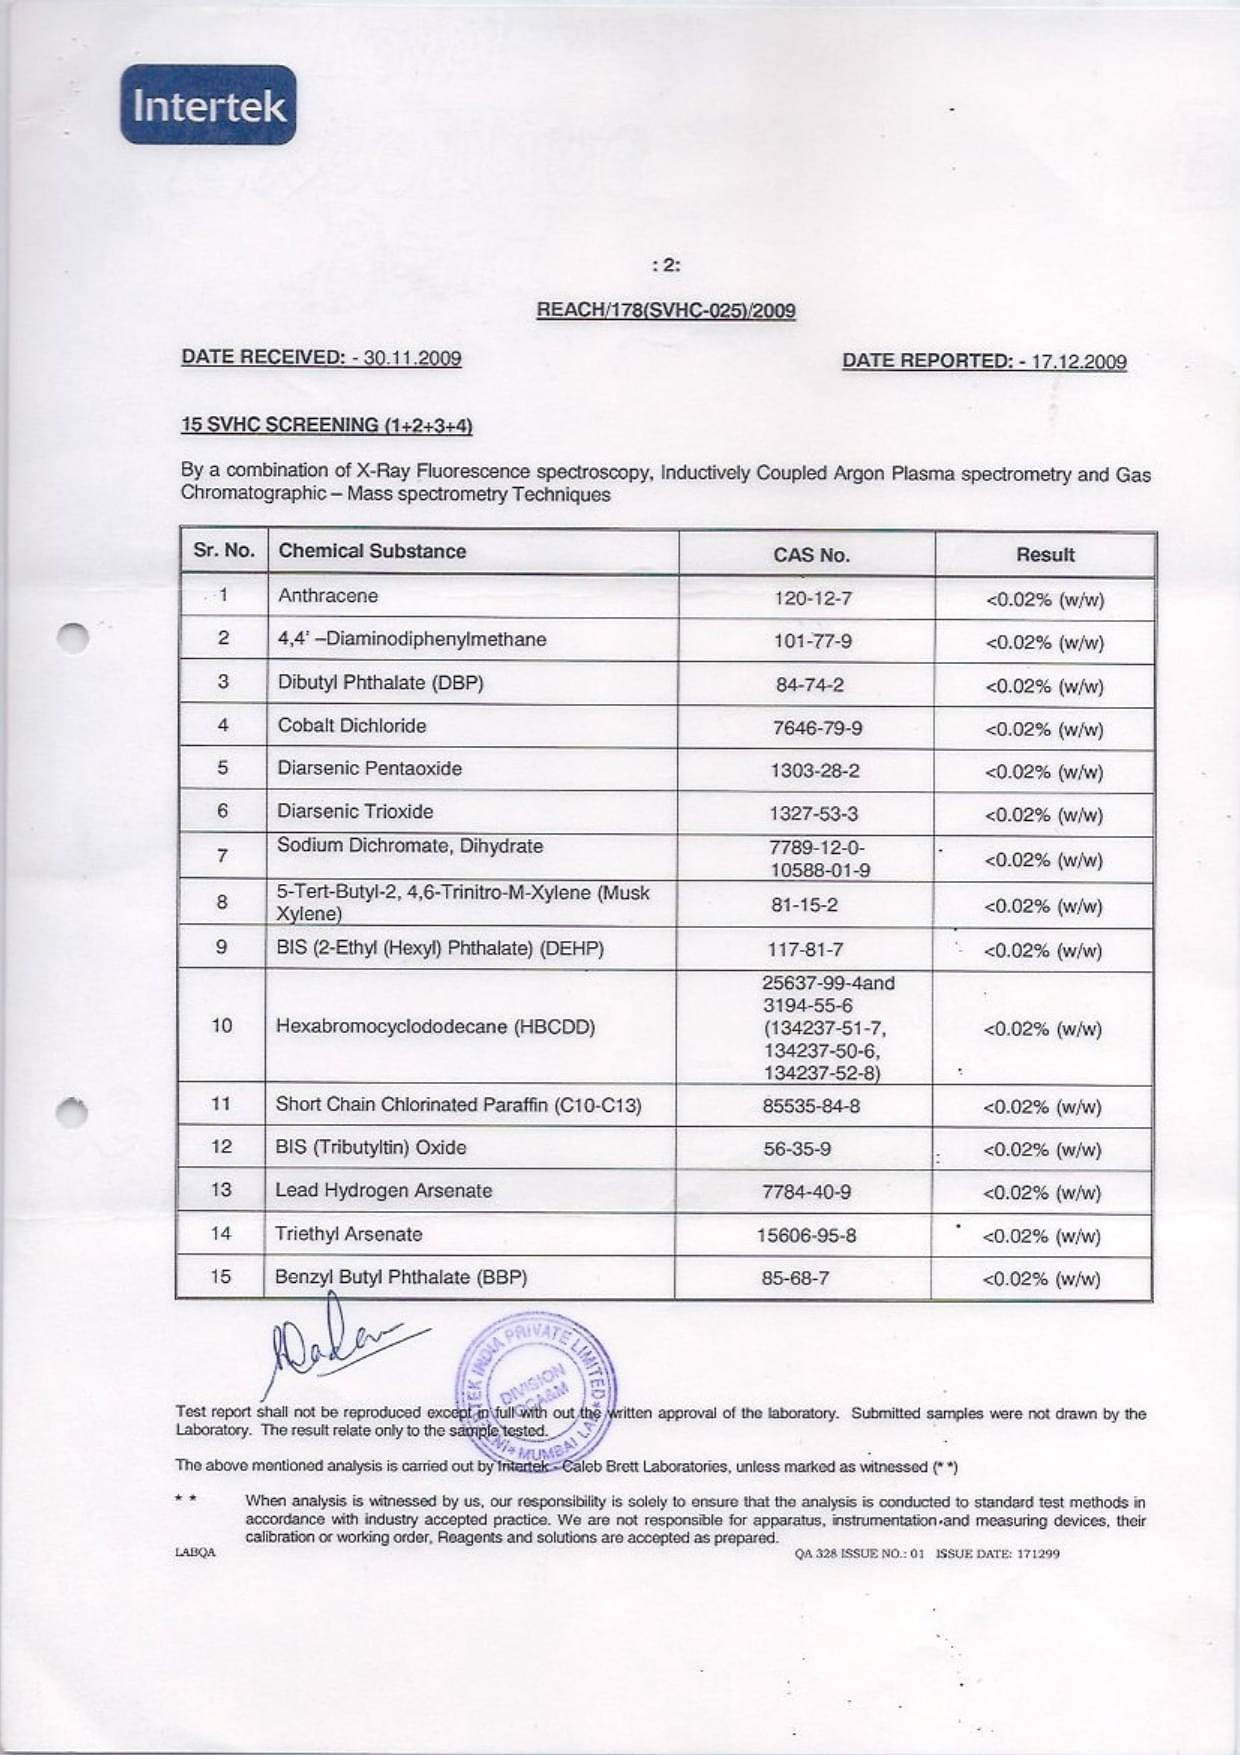 Intertek
: 2:
REACH/178(SVHC-025)/2009
DATE RECEIVED: - 30.11.2009 DATE REPORTED: - 17.12.2009
15 SVHC SCREENING (1+2+3+4)
By a combination of X-Ray Fluorescence spectroscopy, Inductively Coupled Argon Plasma spectrometry and Gas
Chromatographic – Mass spectrometry Techniques
Sr. No. Chemical Substance CAS No. Result
1 Anthracene 120-12-7 <0.02% (w/w)
2 4,4' –Diaminodiphenylmethane 101-77-9 <0.02% (w/w)
3 Dibutyl Phthalate (DBP) 84-74-2 <0.02% (w/w)
4 Cobalt Dichloride 7646-79-9 <0.02% (w/w)
5 Diarsenic Pentaoxide 1303-28-2 <0.02% (w/w)
6 Diarsenic Trioxide 1327-53-3 <0.02% (w/w)
7 Sodium Dichromate, Dihydrate 7789-12-0-
10588-01-9 <0.02% (w/w)
8 5-Tert-Butyl-2, 4,6-Trinitro-M-Xylene (Musk
Xylene) 81-15-2 <0.02% (w/w)
9 BIS (2-Ethyl (Hexyl) Phthalate) (DEHP) 117-81-7 <0.02% (w/w)
10 Hexabromocyclododecane (HBCDD) 25637-99-4and
3194-55-6
(134237-51-7,
134237-50-6,
134237-52-8) <0.02% (w/w)
11 Short Chain Chlorinated Paraffin (C10-C13) 85535-84-8 <0.02% (w/w)
12 BIS (Tributyltin) Oxide 56-35-9 <0.02% (w/w)
13 Lead Hydrogen Arsenate 7784-40-9 <0.02% (w/w)
14 Triethyl Arsenate 15606-95-8 <0.02% (w/w)
15 Benzyl Butyl Phthalate (BBP) 85-68-7 <0.02% (w/w)
INDIA PRIVATE LIMITED
DIVISION
MUMBAI LAB
Test report shall not be reproduced except in full with out the written approval of the laboratory. Submitted samples were not drawn by the
Laboratory. The result relate only to the sample tested.
The above mentioned analysis is carried out by Intertek - Caleb Brett Laboratories, unless marked as witnessed (* *)
* * When analysis is witnessed by us, our responsibility is solely to ensure that the analysis is conducted to standard test methods in
accordance with industry accepted practice. We are not responsible for apparatus, instrumentation and measuring devices, their
calibration or working order, Reagents and solutions are accepted as prepared.
LABQA QA 328 ISSUE NO.: 01 ISSUE DATE: 171299